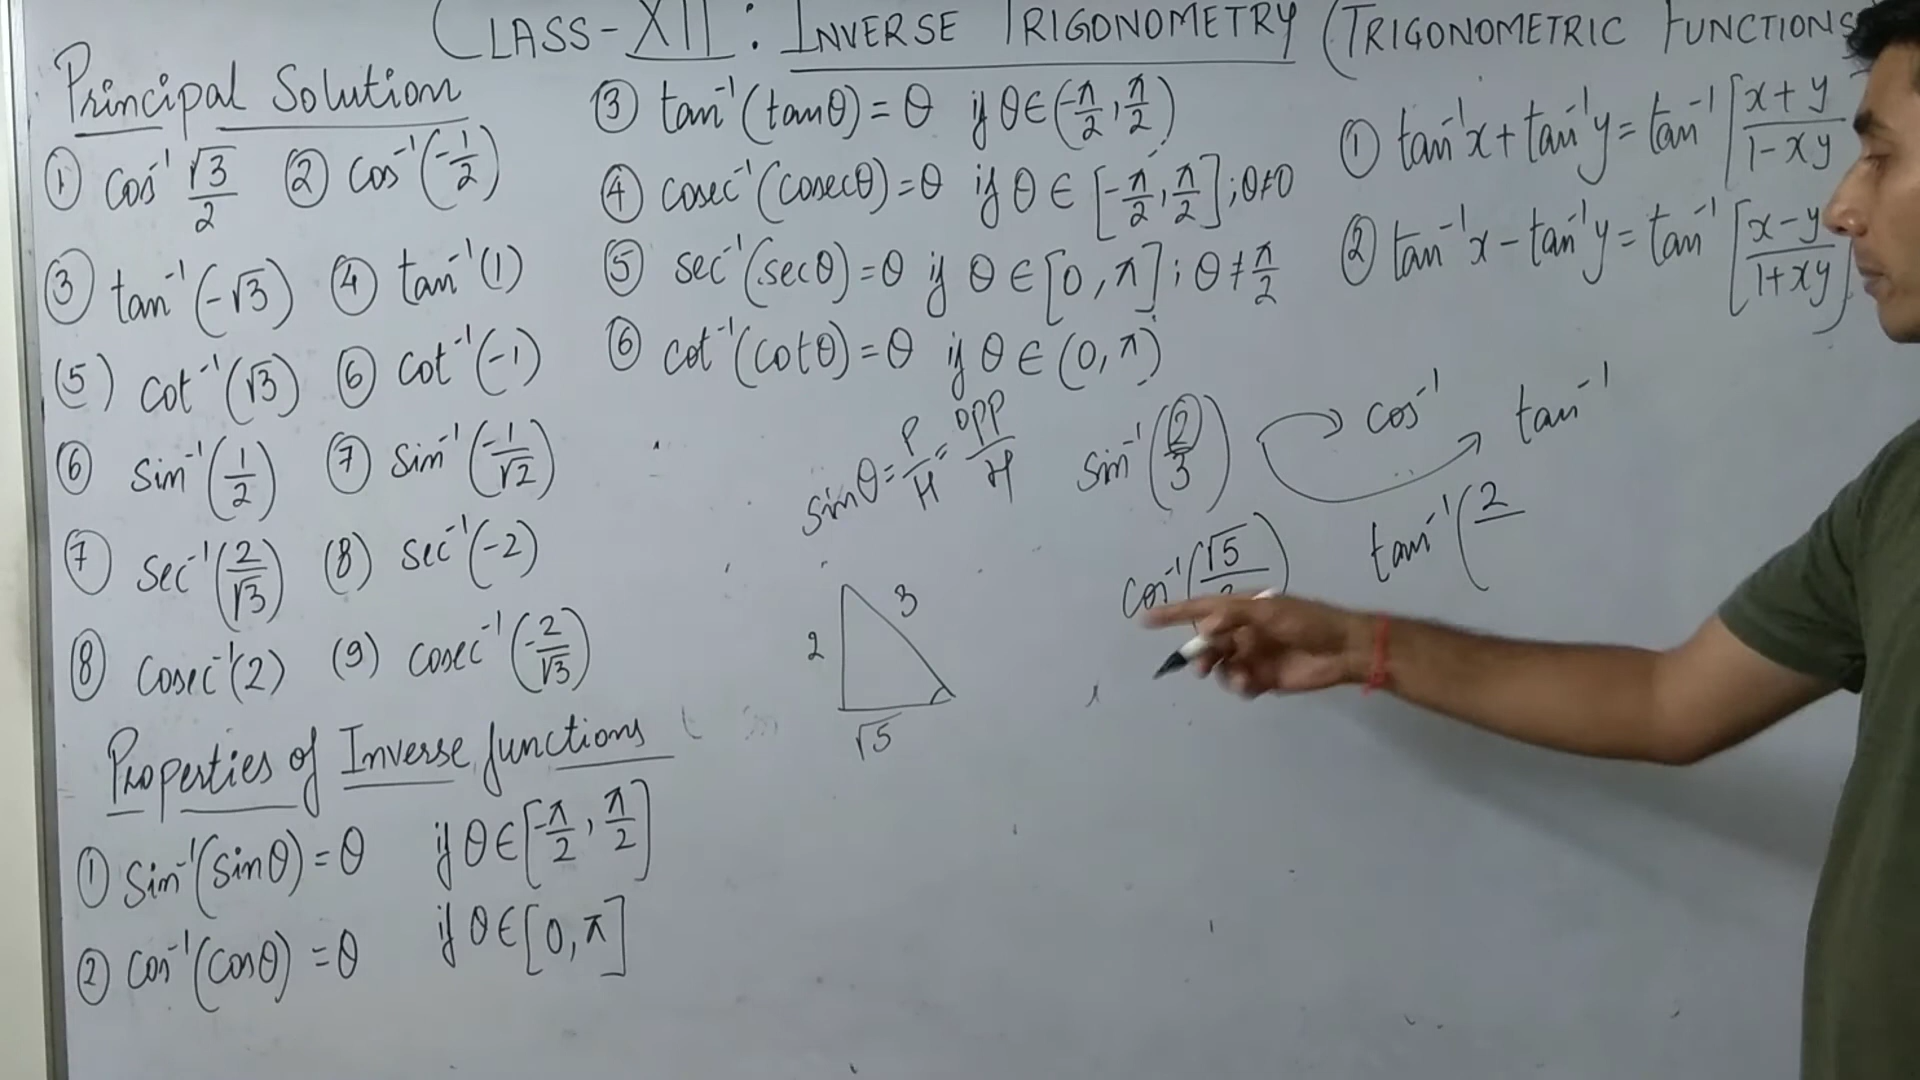 CLASS-XII : INVERSE TRIGONOMETRY (TRIGONOMETRIC FUNCTIONS
Principal Solution
① cos⁻¹ √3/2 ② cos⁻¹(-1/2)
③ tan⁻¹(-√3) ④ tan⁻¹(1)
(5) cot⁻¹(√3) ⑥ cot⁻¹(-1)
⑥ sin⁻¹(1/2) ⑦ sin⁻¹(-1/√2)
⑦ sec⁻¹(2/√3) (8) sec⁻¹(-2)
⑧ cosec⁻¹(2) (9) cosec⁻¹(-2/√3)
Properties of Inverse functions
① sin⁻¹(sinθ) = θ if θ ∈ [-π/2, π/2]
② cos⁻¹(cosθ) = θ if θ ∈ [0, π]
③ tan⁻¹(tanθ) = θ if θ ∈ (-π/2, π/2)
④ cosec⁻¹(cosecθ) = θ if θ ∈ [-π/2, π/2] ; θ ≠ 0
⑤ sec⁻¹(secθ) = θ if θ ∈ [0, π] ; θ ≠ π/2
⑥ cot⁻¹(cotθ) = θ if θ ∈ (0, π)
sinθ = P/H = OPP/H
2
3
√5
① tan⁻¹x + tan⁻¹y = tan⁻¹[x+y/1-xy
② tan⁻¹x - tan⁻¹y = tan⁻¹[x-y/1+xy]
sin⁻¹(2/3) cos⁻¹ tan⁻¹
cos⁻¹(√5/) tan⁻¹(2/